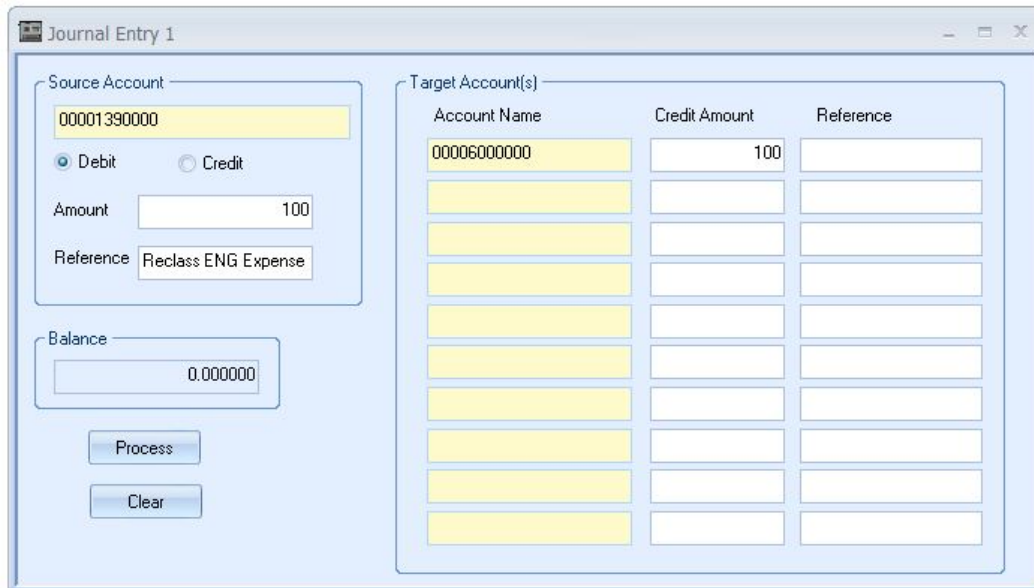 Journal Entry 1
Source Account
00001390000
Debit Credit
Amount 100
Reference Reclass ENG Expense
Balance
0.000000
Process
Clear
Target Account(s)
Account Name Credit Amount Reference
00006000000 100